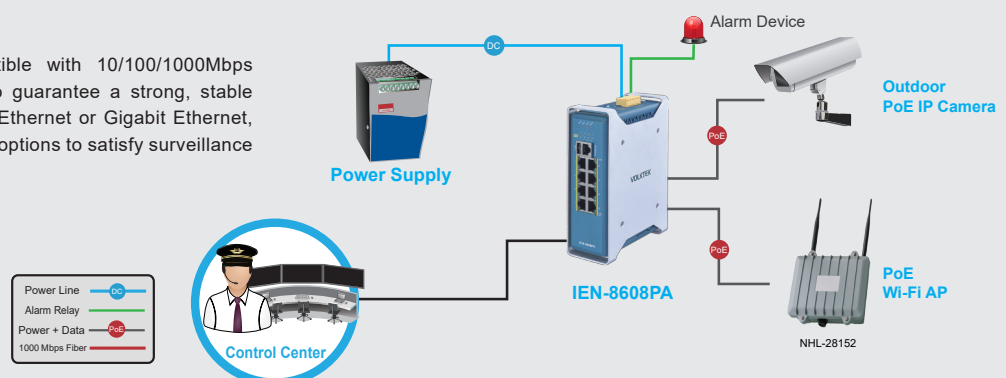 tible with 10/100/1000Mbps
o guarantee a strong, stable
Ethernet or Gigabit Ethernet,
options to satisfy surveillance
DC
Alarm Device
Outdoor
PoE IP Camera
PoE
Power Supply
VOLKTEK
PoE
IEN-8608PA
PoE
Wi-Fi AP
NHL-28152
Control Center
Power Line DC
Alarm Relay
Power + Data PoE
1000 Mbps Fiber